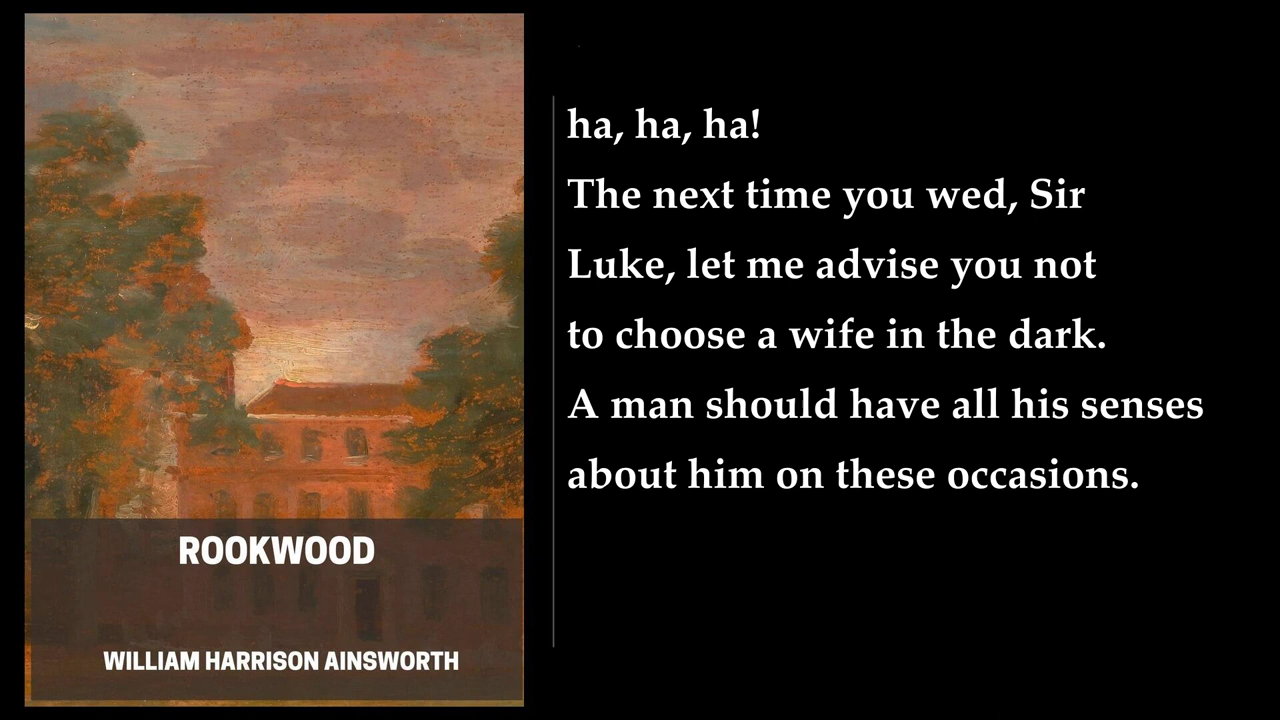 ROOKWOOD
WILLIAM HARRISON AINSWORTH
ha, ha, ha!
The next time you wed, Sir
Luke, let me advise you not
to choose a wife in the dark.
A man should have all his senses
about him on these occasions.